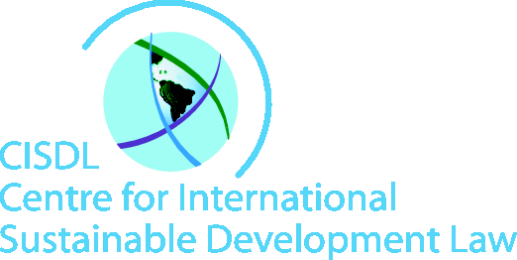 CISDL
Centre for International
Sustainable Development Law